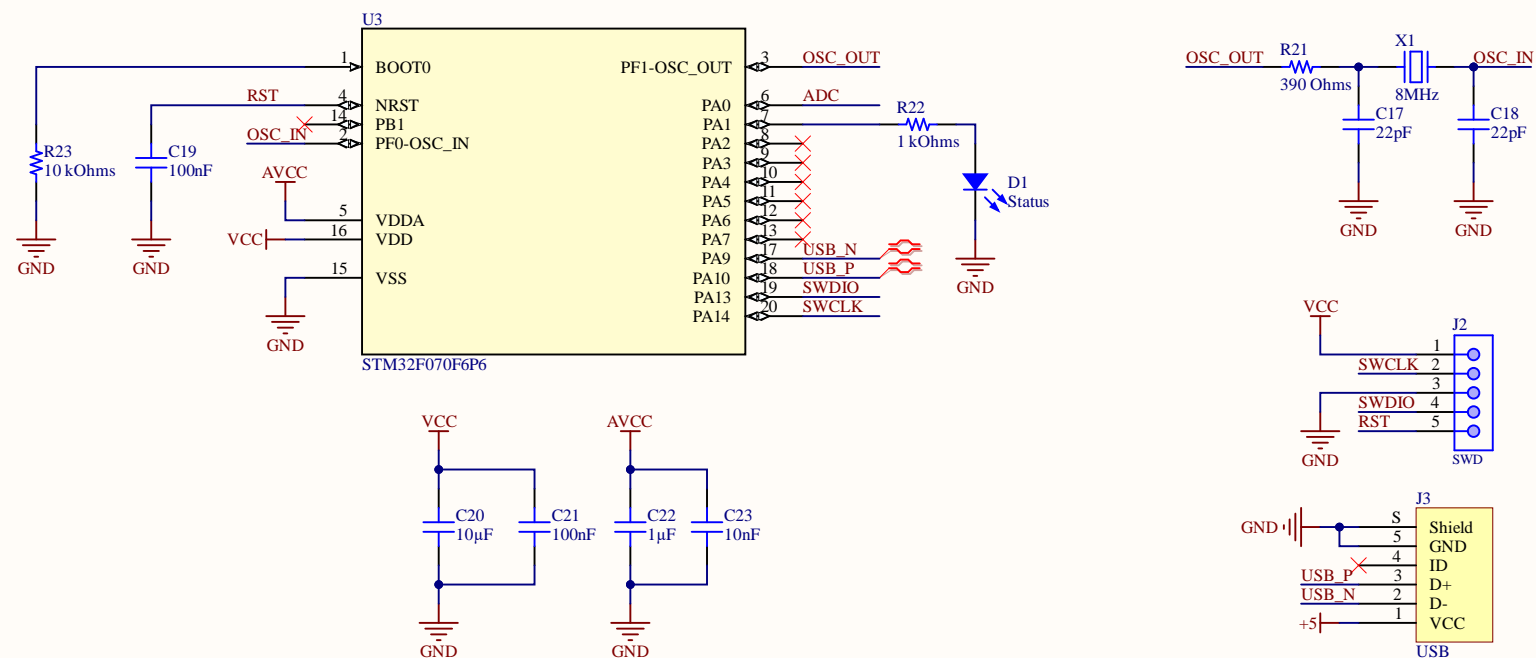 U3
1
BOOT0
4
RST
NRST
14
PB1
OSC_IN
2
PF0-OSC_IN
AVCC
5
VDDA
VCC
16
VDD
15
VSS
GND
STM32F070F6P6
R23
10 kOhms
GND
C19
100nF
GND
PF1-OSC_OUT
3
OSC_OUT
PA0
6
ADC
PA1
7
PA2
8
PA3
9
PA4
10
PA5
11
PA6
12
PA7
13
PA9
17
USB_N
PA10
18
USB_P
PA13
19
SWDIO
PA14
20
SWCLK
R22
1 kOhms
D1
Status
GND
OSC_OUT
R21
390 Ohms
X1
8MHz
OSC_IN
C17
22pF
GND
C18
22pF
GND
VCC
J2
1
SWCLK
2
3
SWDIO
4
RST
5
GND
SWD
VCC
C20
10µF
C21
100nF
GND
AVCC
C22
1µF
C23
10nF
GND
J3
GND
S
Shield
5
GND
4
ID
USB_P
3
D+
USB_N
2
D-
+5
1
VCC
USB